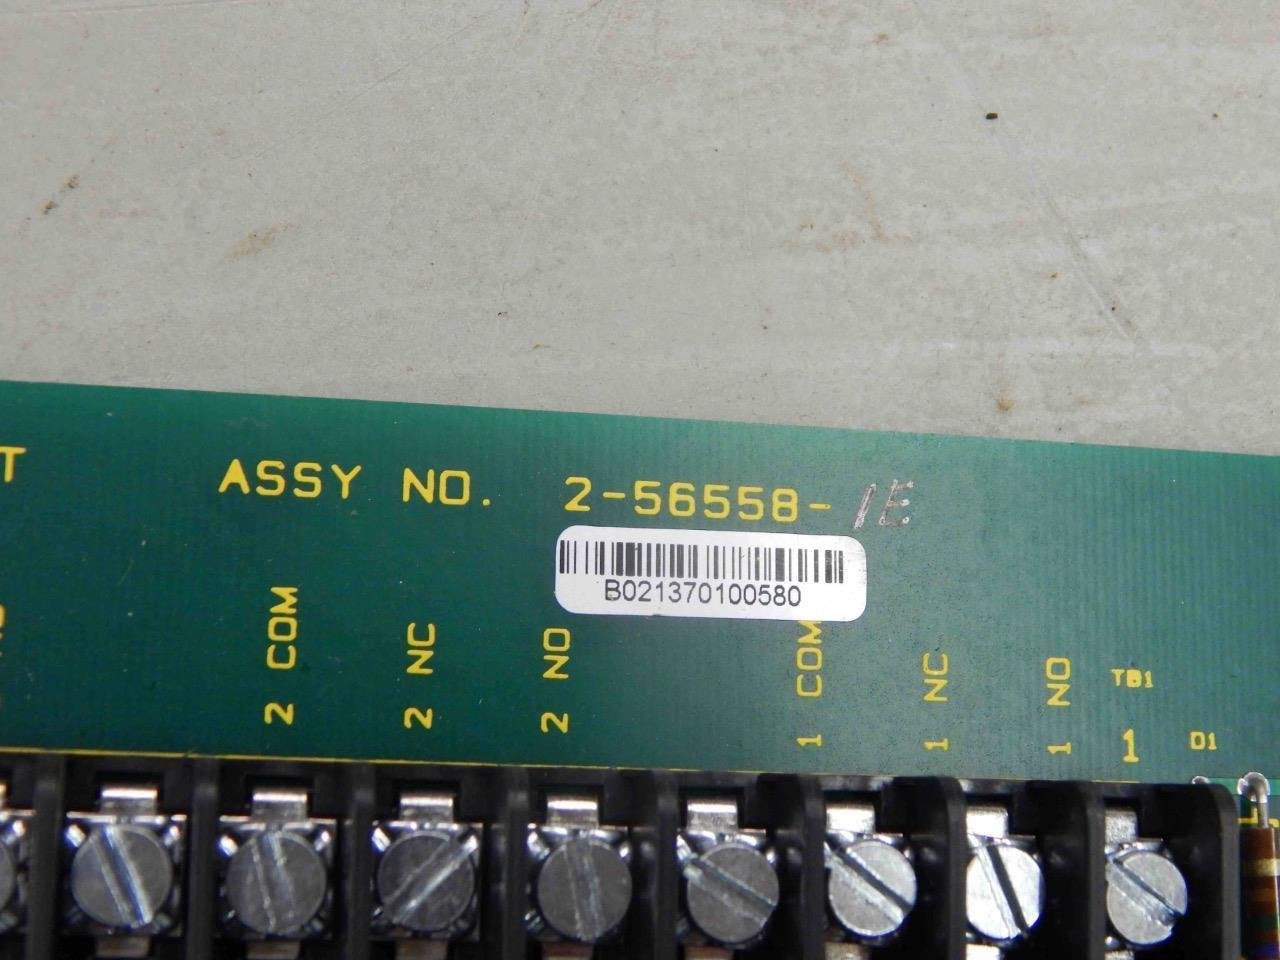 T
ASSY NO. 2-56558-1E
B021370100580
2 COM
2 NC
2 NO
1 COM
1 NC
1 NO
TB1
1
D1